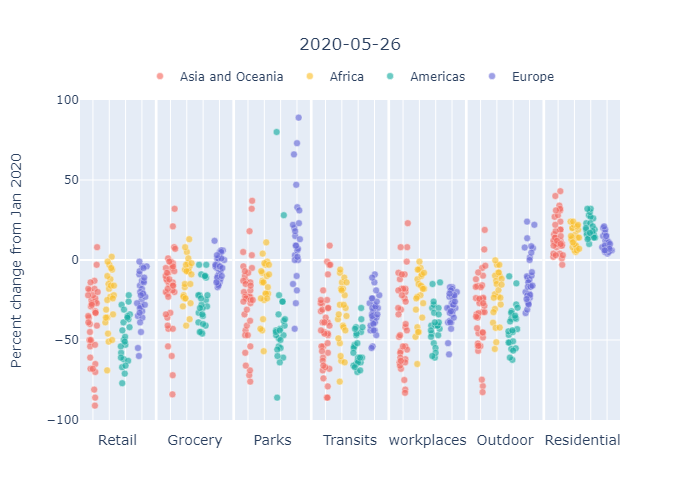 2020-05-26
Asia and Oceania Africa Americas Europe
100
50
0
−50
−100
Percent change from Jan 2020
Retail Grocery Parks Transits workplaces Outdoor Residential